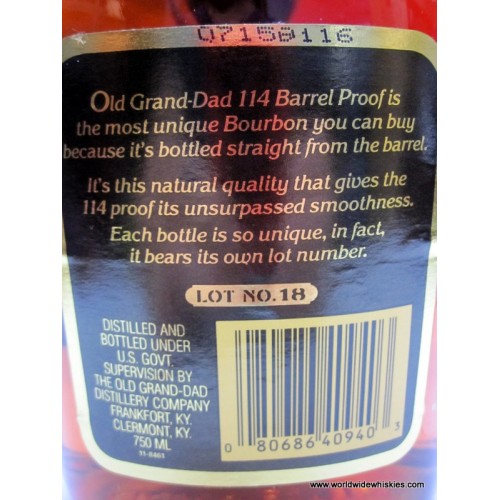 Q7150116
Old Grand-Dad 114 Barrel Proof is
the most unique Bourbon you can buy
because it's bottled straight from the barrel.
It's this natural quality that gives the
114 proof its unsurpassed smoothness.
Each bottle is so unique, in fact,
it bears its own lot number.
LOT NO. 18
DISTILLED AND
BOTTLED UNDER
U.S. GOVT.
SUPERVISION BY
THE OLD GRAND-DAD
DISTILLERY COMPANY
FRANKFORT, KY.
CLERMONT, KY.
750 ML
31-8461
0 80686 40940 3
www.worldwidewhiskies.com